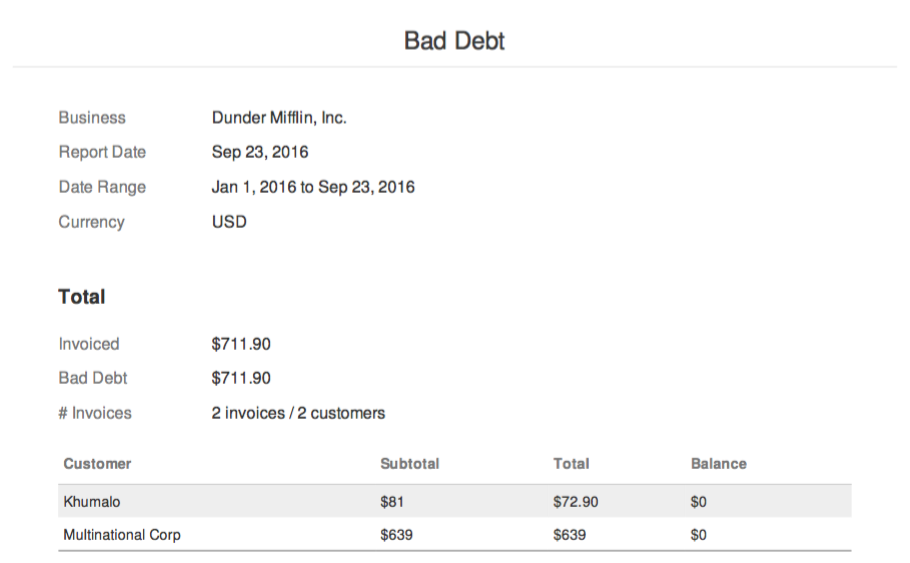 Bad Debt
Business Dunder Mifflin, Inc.
Report Date Sep 23, 2016
Date Range Jan 1, 2016 to Sep 23, 2016
Currency USD
Total
Invoiced $711.90
Bad Debt $711.90
# Invoices 2 invoices / 2 customers
Customer Subtotal Total Balance
Khumalo $81 $72.90 $0
Multinational Corp $639 $639 $0